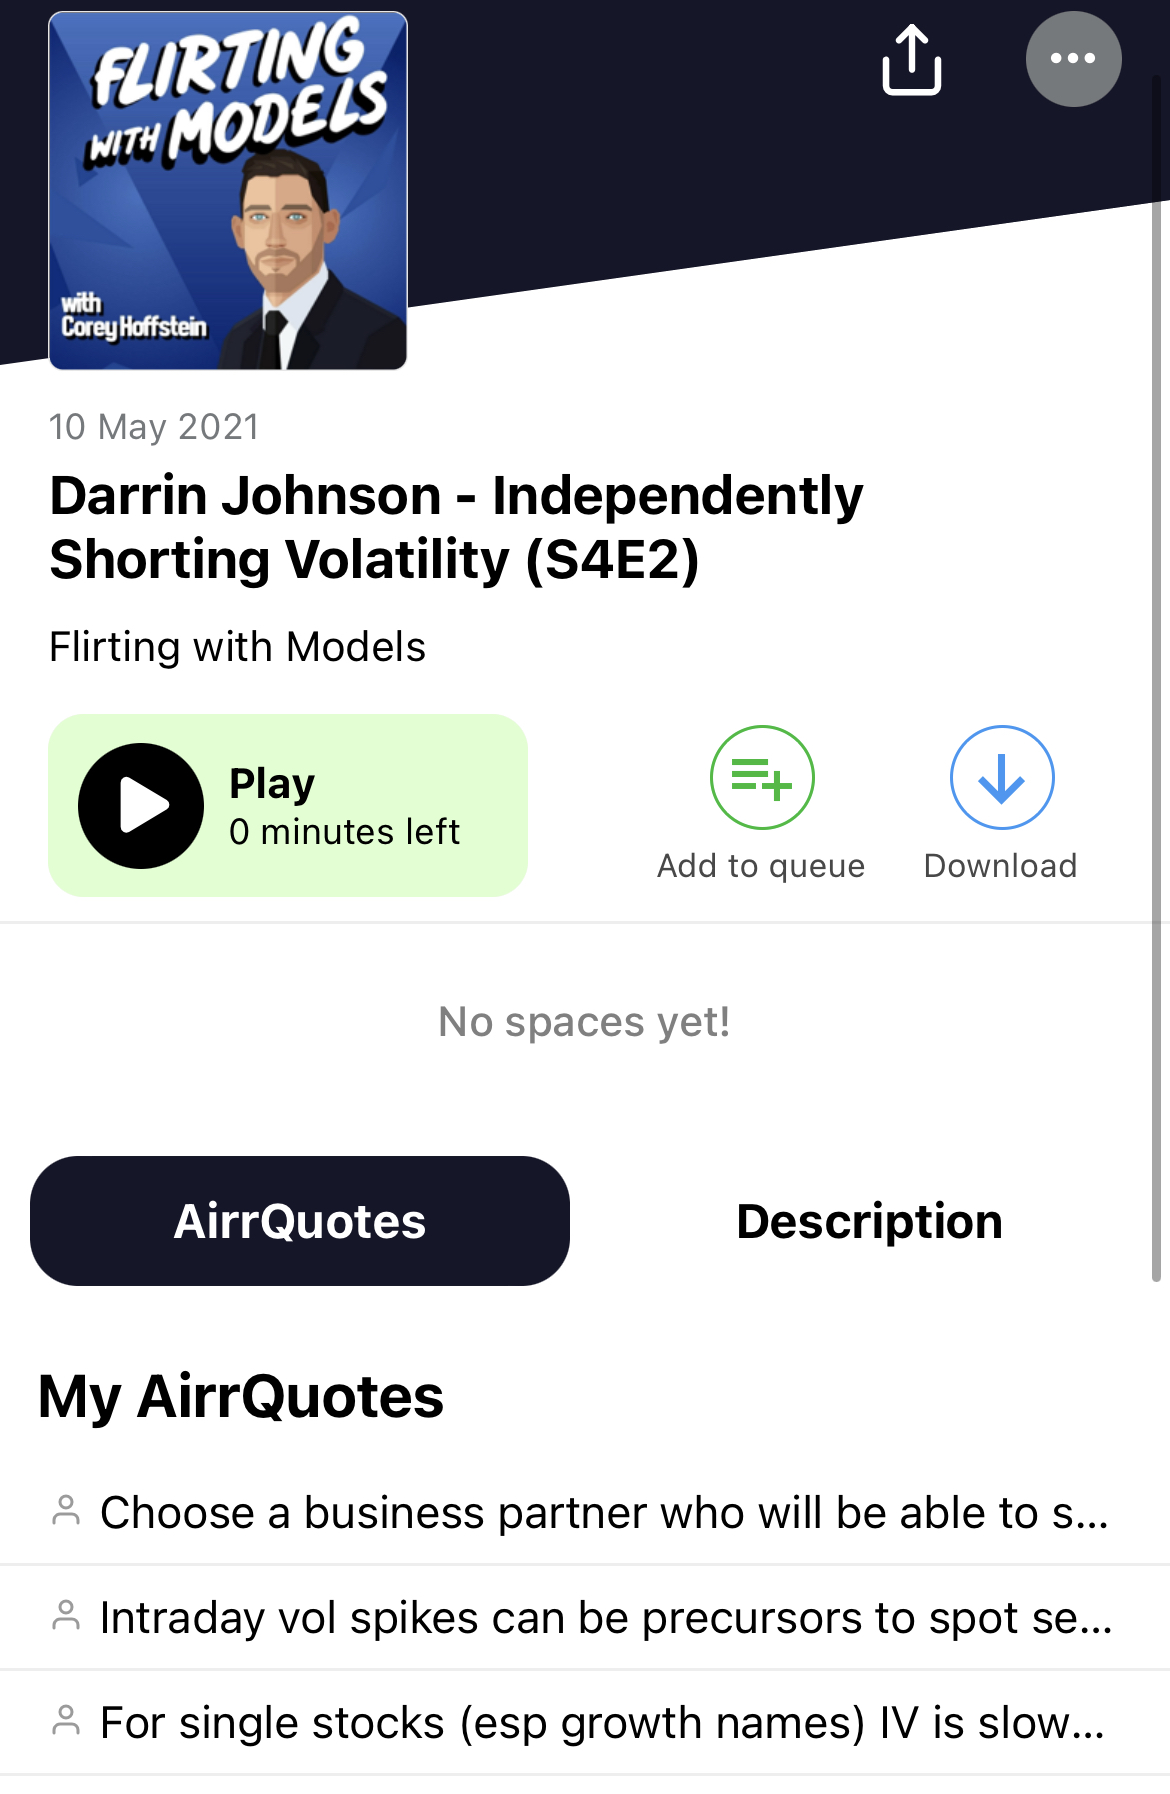 FLIRTING
WITH MODELS
with
Corey Hoffstein
10 May 2021
Darrin Johnson - Independently
Shorting Volatility (S4E2)
Flirting with Models
Play
0 minutes left
Add to queue
Download
No spaces yet!
AirrQuotes
Description
My AirrQuotes
Choose a business partner who will be able to s...
Intraday vol spikes can be precursors to spot se...
For single stocks (esp growth names) IV is slow...